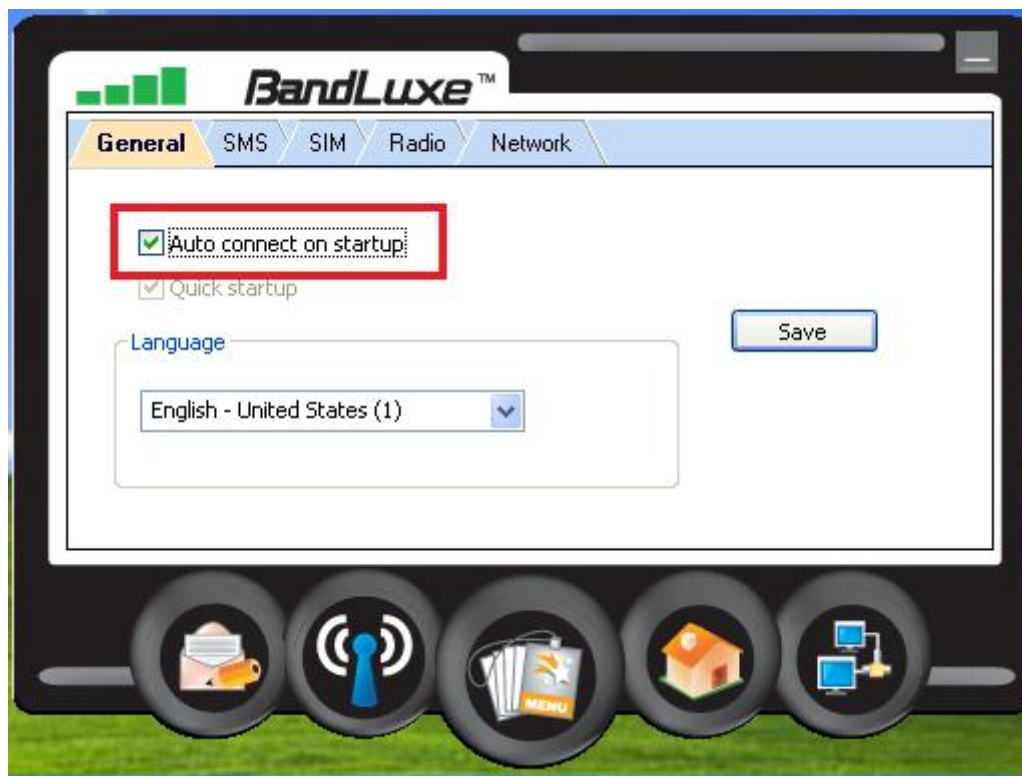 BandLuxe™
General SMS SIM Radio Network
Auto connect on startup
Quick startup
Language
Save
English - United States (1)
MENU